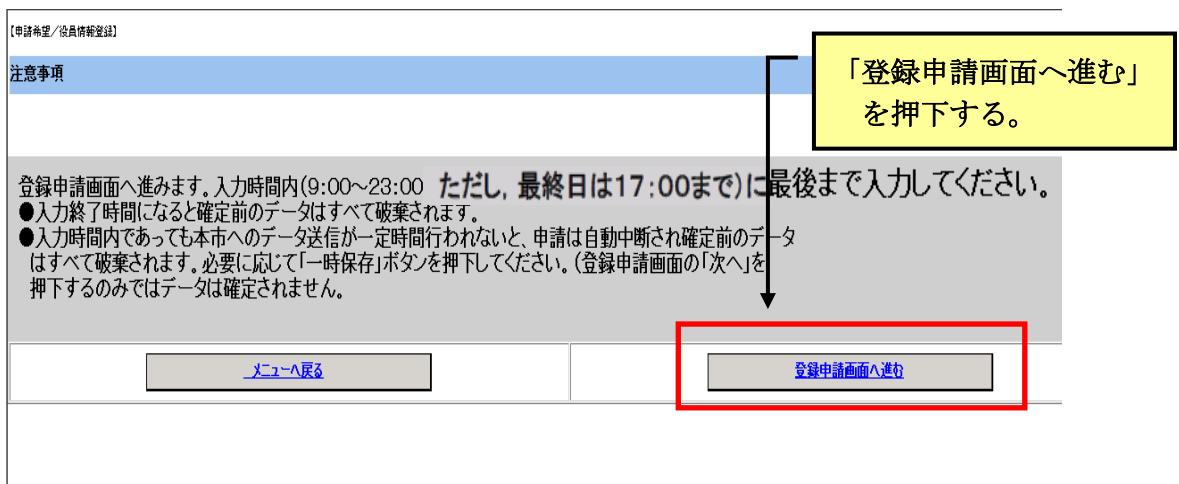 【申請希望／役員情報登録】
注意事項
「登録申請画面へ進む」
を押下する。
登録申請画面へ進みます。入力時間内(9:00～23:00 ただし，最終日は17:00まで)に最後まで入力してください。
●入力終了時間になると確定前のデータはすべて破棄されます。
●入力時間内であっても本市へのデータ送信が一定時間行われないと、申請は自動中断され確定前のデータ
はすべて破棄されます。必要に応じて「一時保存」ボタンを押下してください。(登録申請画面の「次へ」を
押下するのみではデータは確定されません。
メニューへ戻る
登録申請画面へ進む